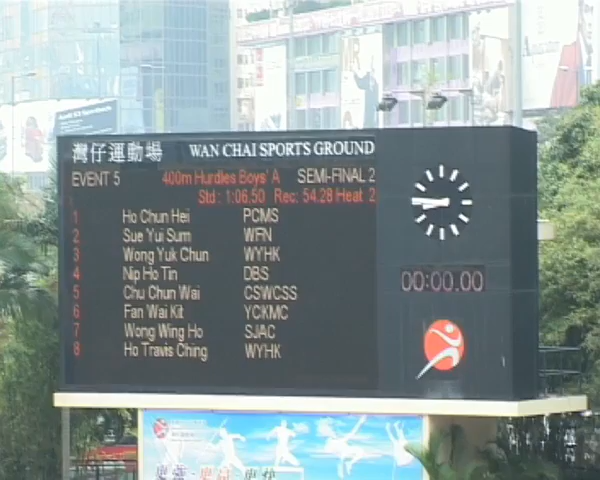 灣仔運動場 WAN CHAI SPORTS GROUND
EVENT 5 400m Hurdles Boys' A SEMI-FINAL 2
Std : 1:06.50 Rec: 54.28 Heat 2
1 Ho Chun Hei PCMS
2 Sue Yui Sum WFN
3 Wong Yuk Chun WYHK
4 Nip Ho Tin DBS
5 Chu Chun Wai CSWCSS
6 Fan Wai Kit YCKMC
7 Wong Wing Ho SJAC
8 Ho Travis Ching WYHK
00:00.00